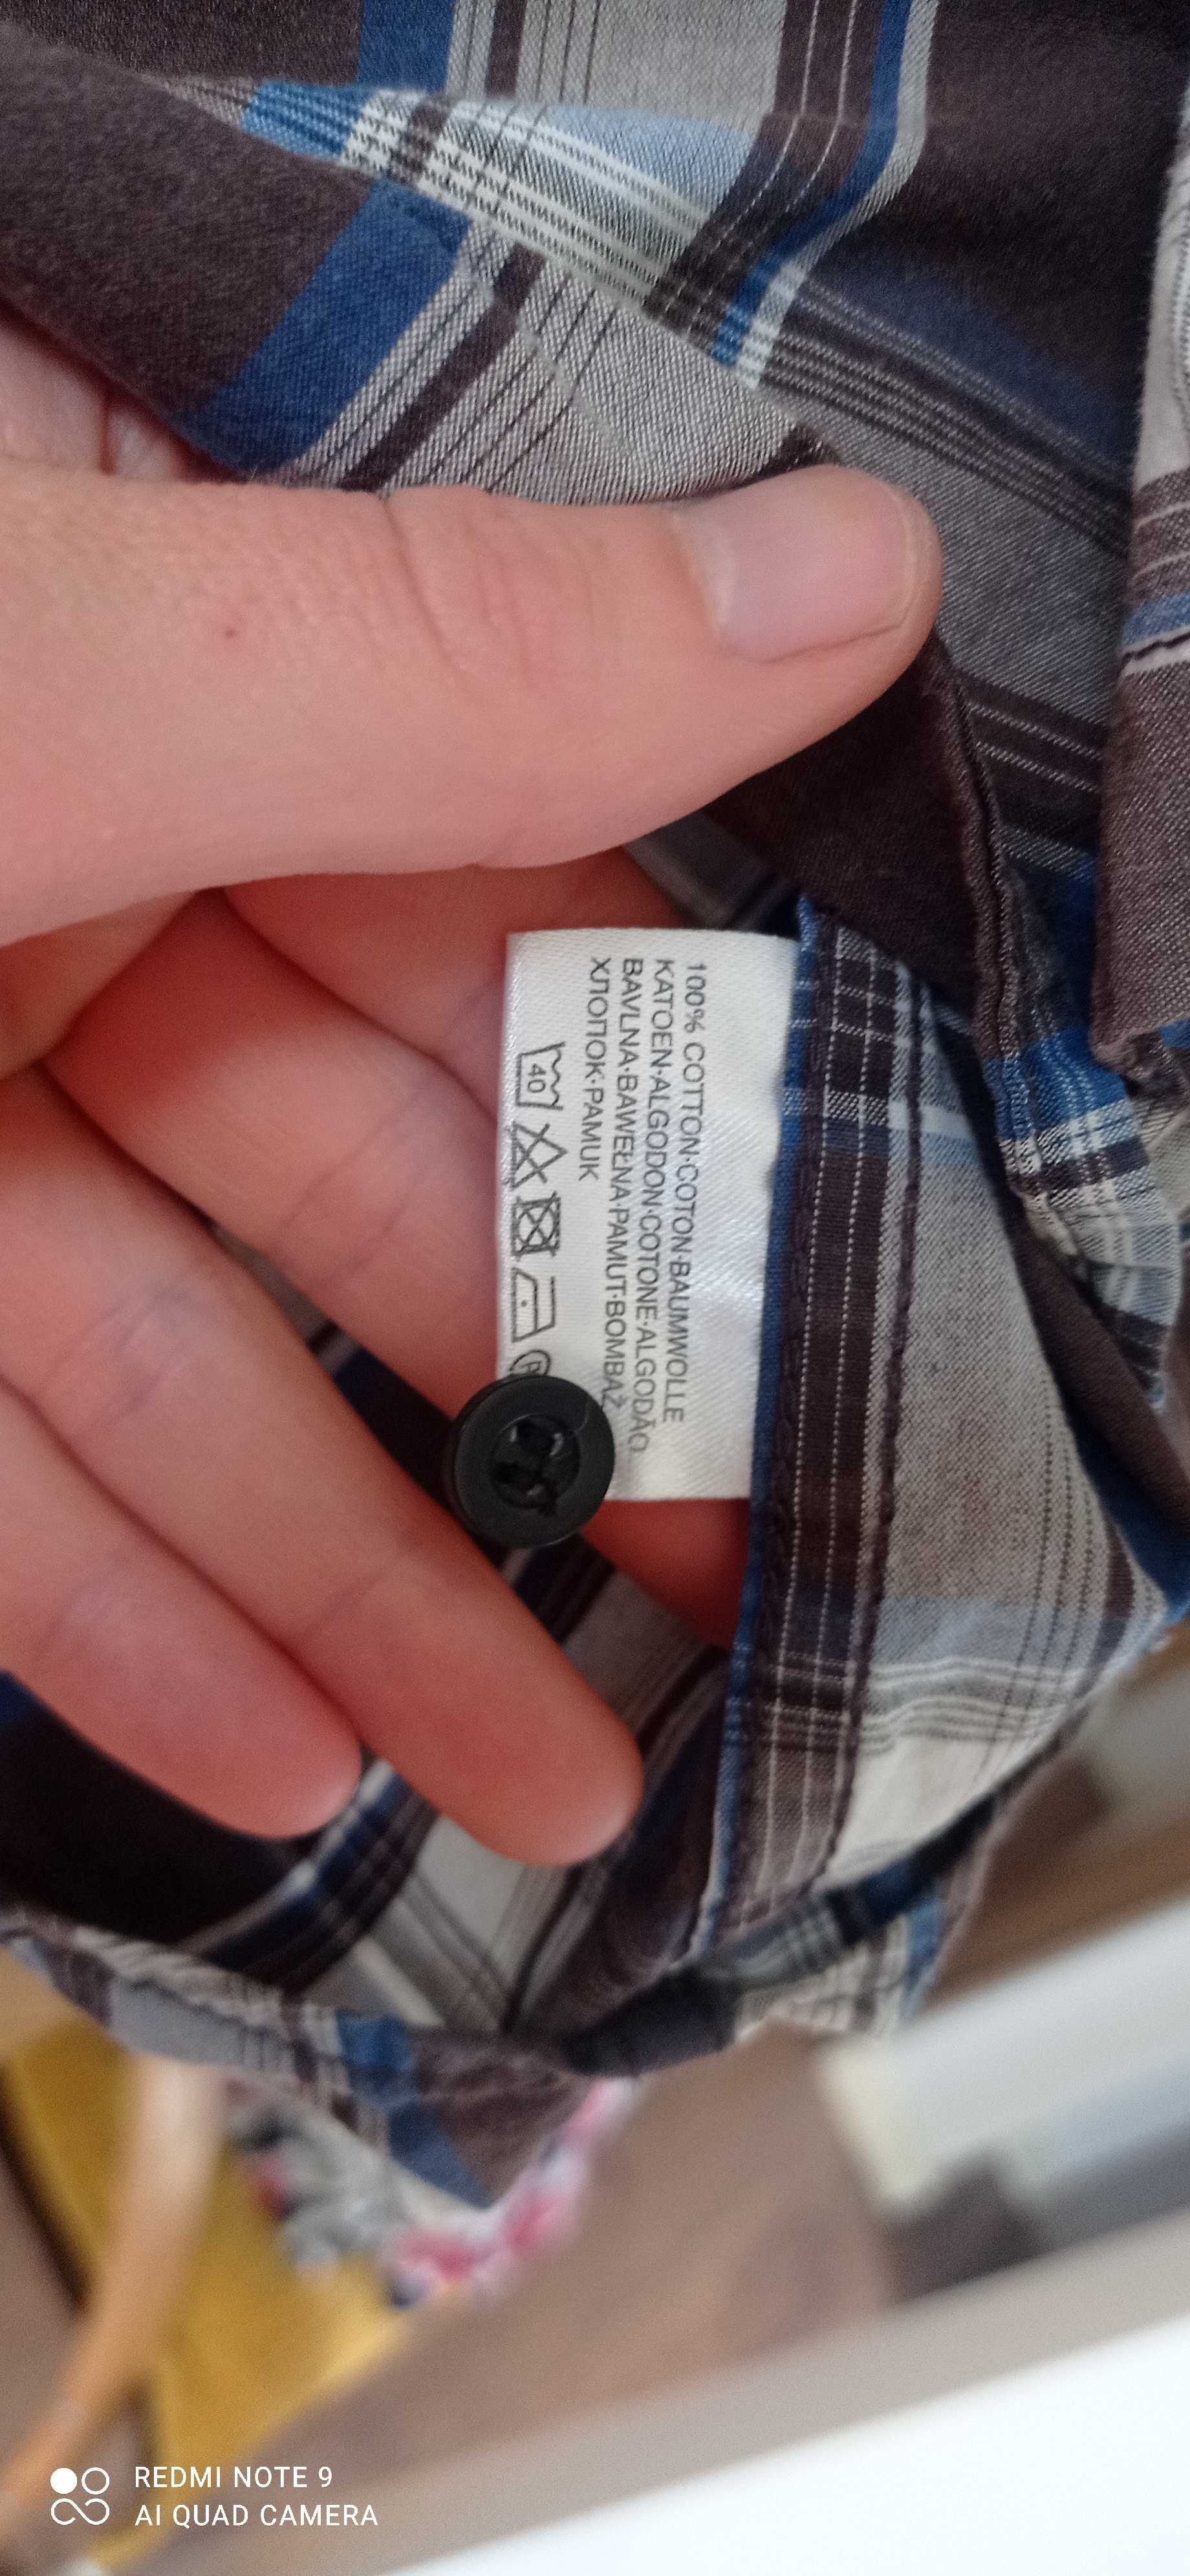 100% COTTON·COTON·BAUMWOLLE
KATOEN·ALGODON·COTONE·ALGODÃO
BAVLNA·BAWEŁNA·PAMUT·BOMBAŽ
ХЛОПОК·PAMUK
40
P
REDMI NOTE 9
AI QUAD CAMERA